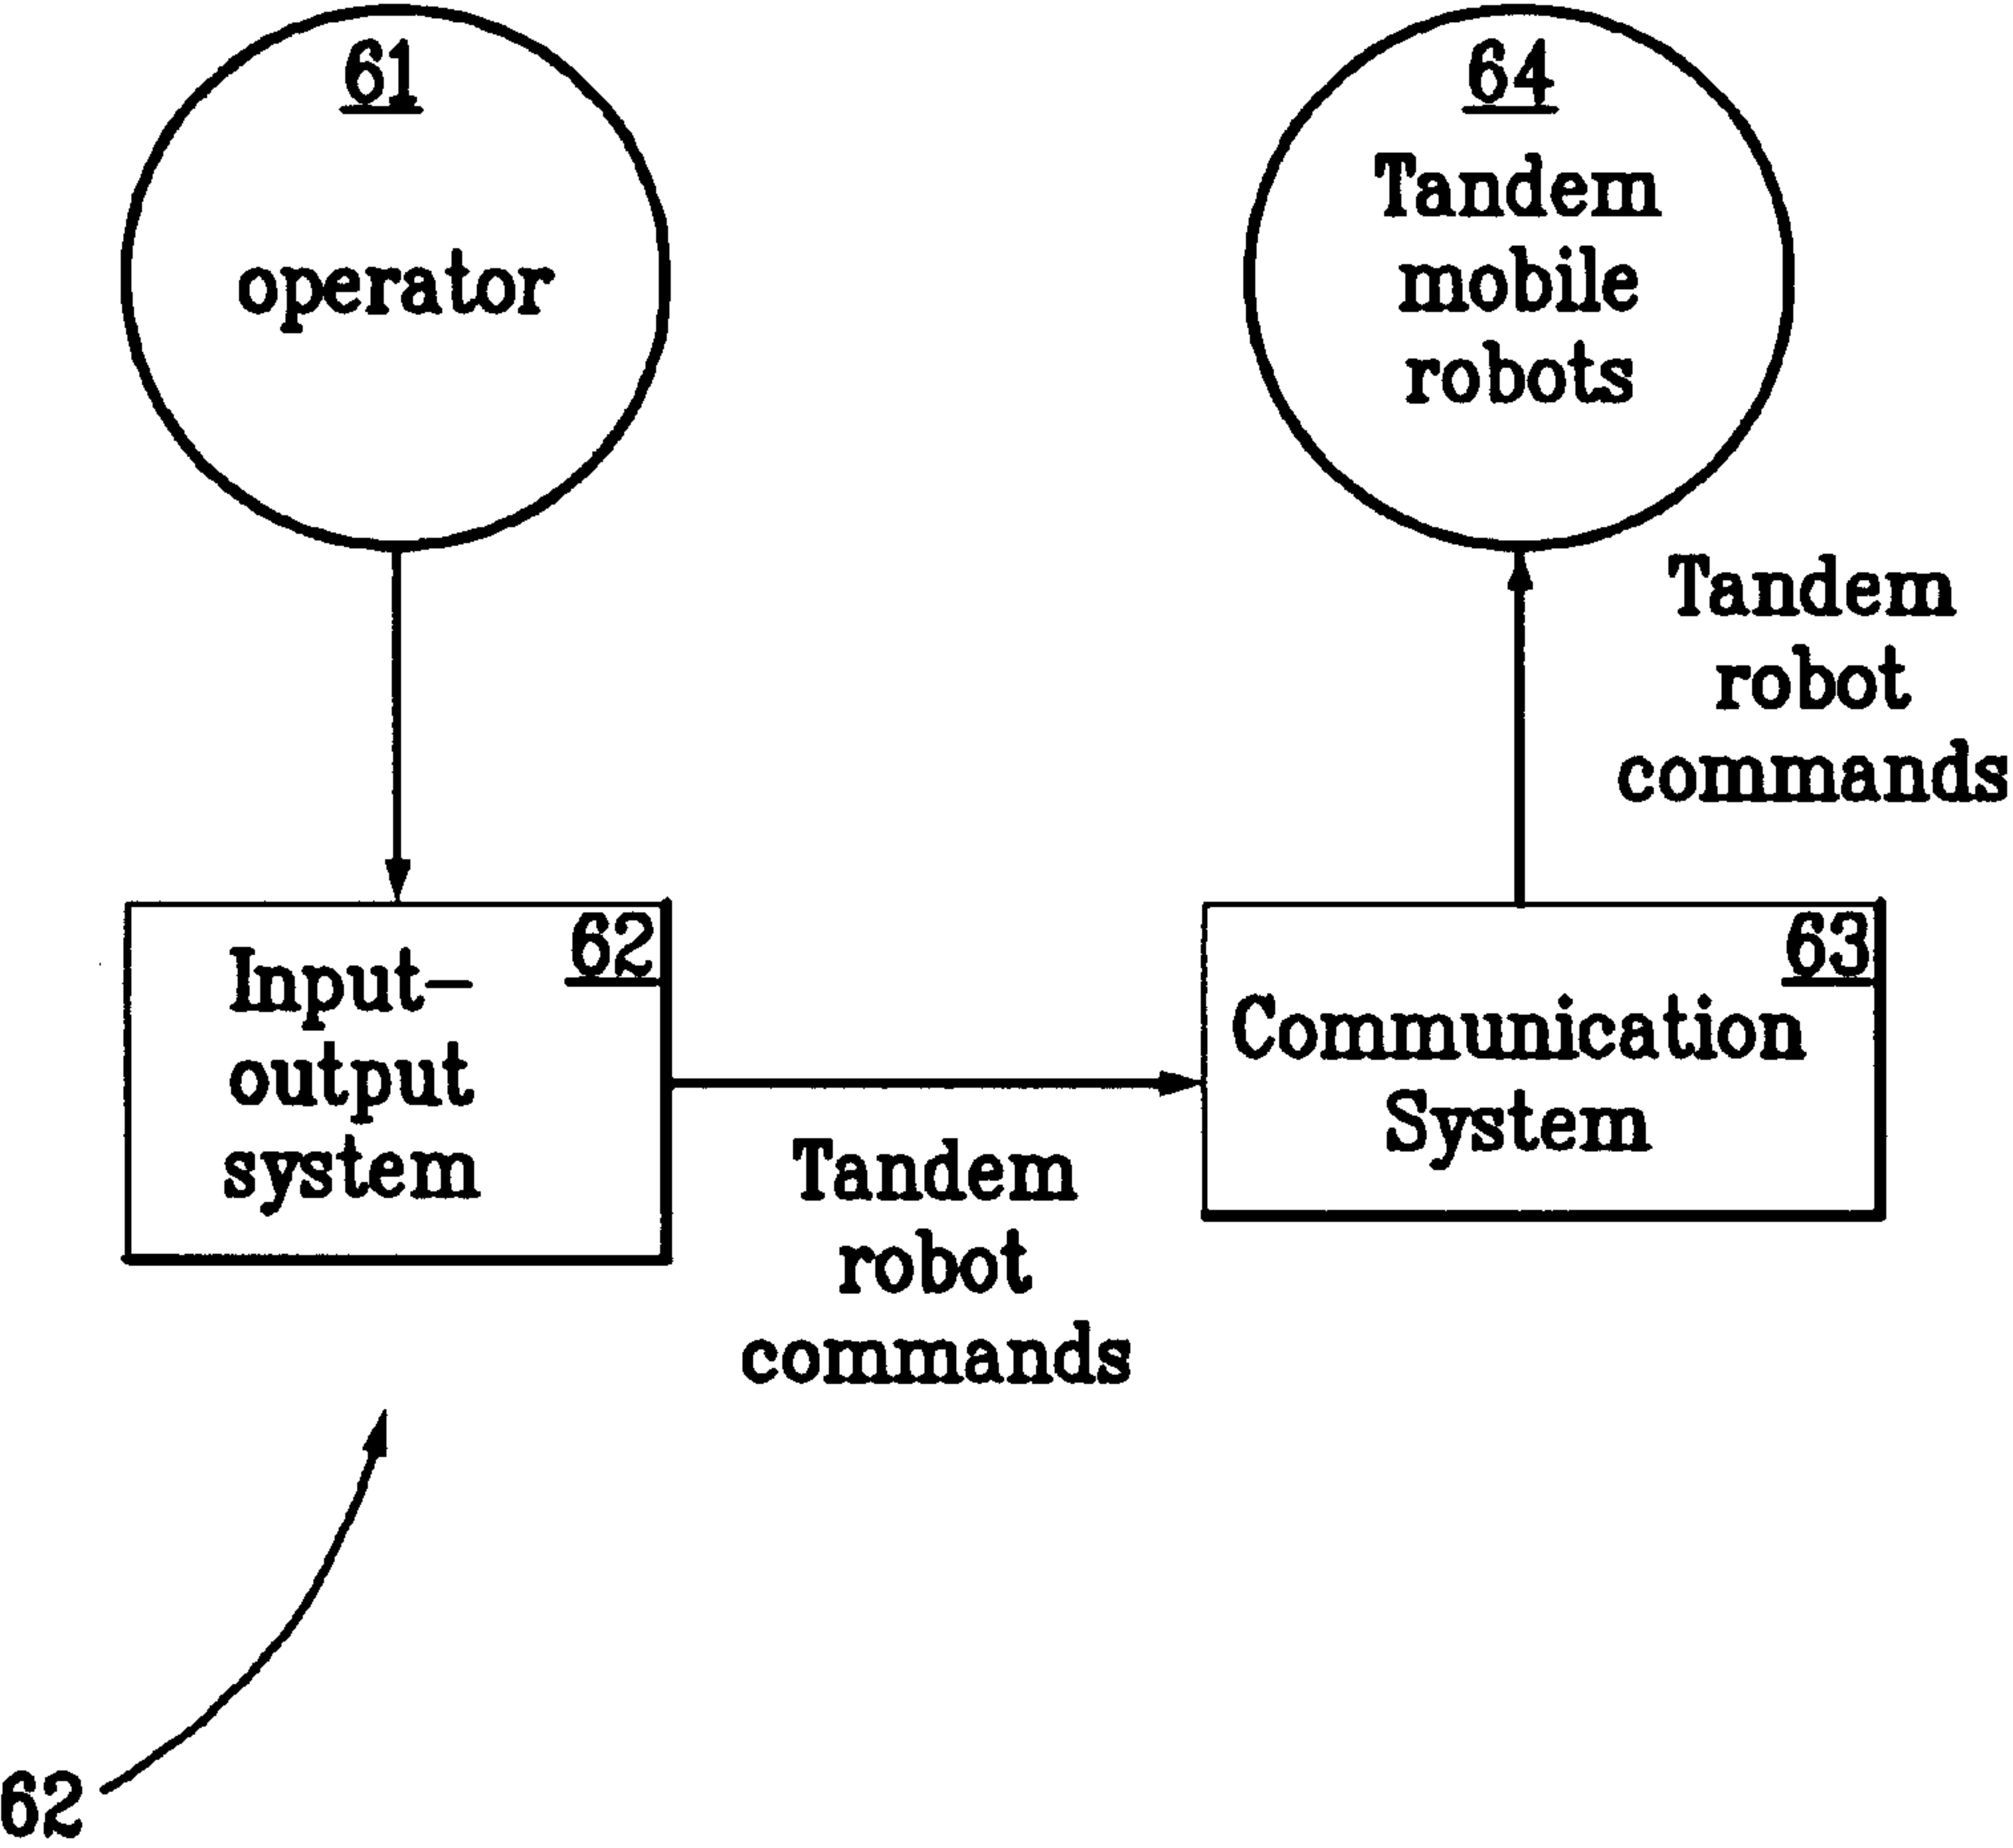 61
operator
64
Tandem
mobile
robots
Tandem
robot
commands
62
Input-
output
system
63
Communication
System
Tandem
robot
commands
62